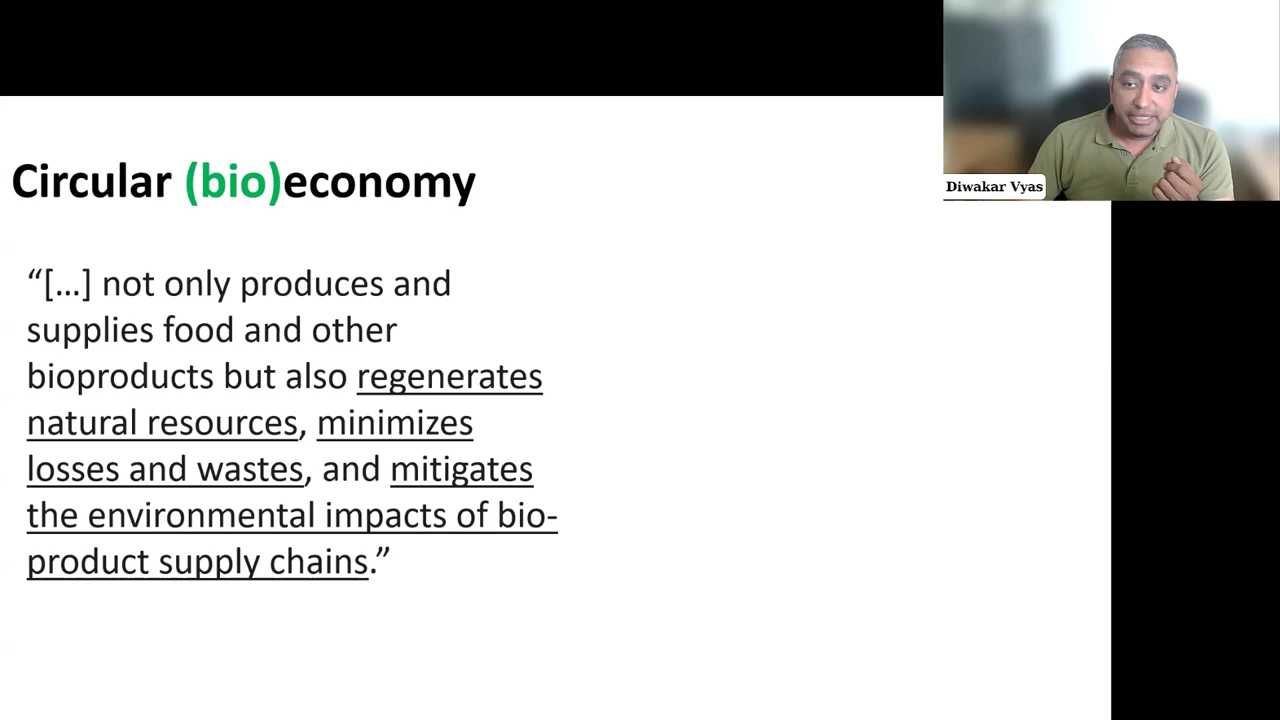 Circular (bio)economy
“[…] not only produces and
supplies food and other
bioproducts but also regenerates
natural resources, minimizes
losses and wastes, and mitigates
the environmental impacts of bio-
product supply chains.”
Diwakar Vyas